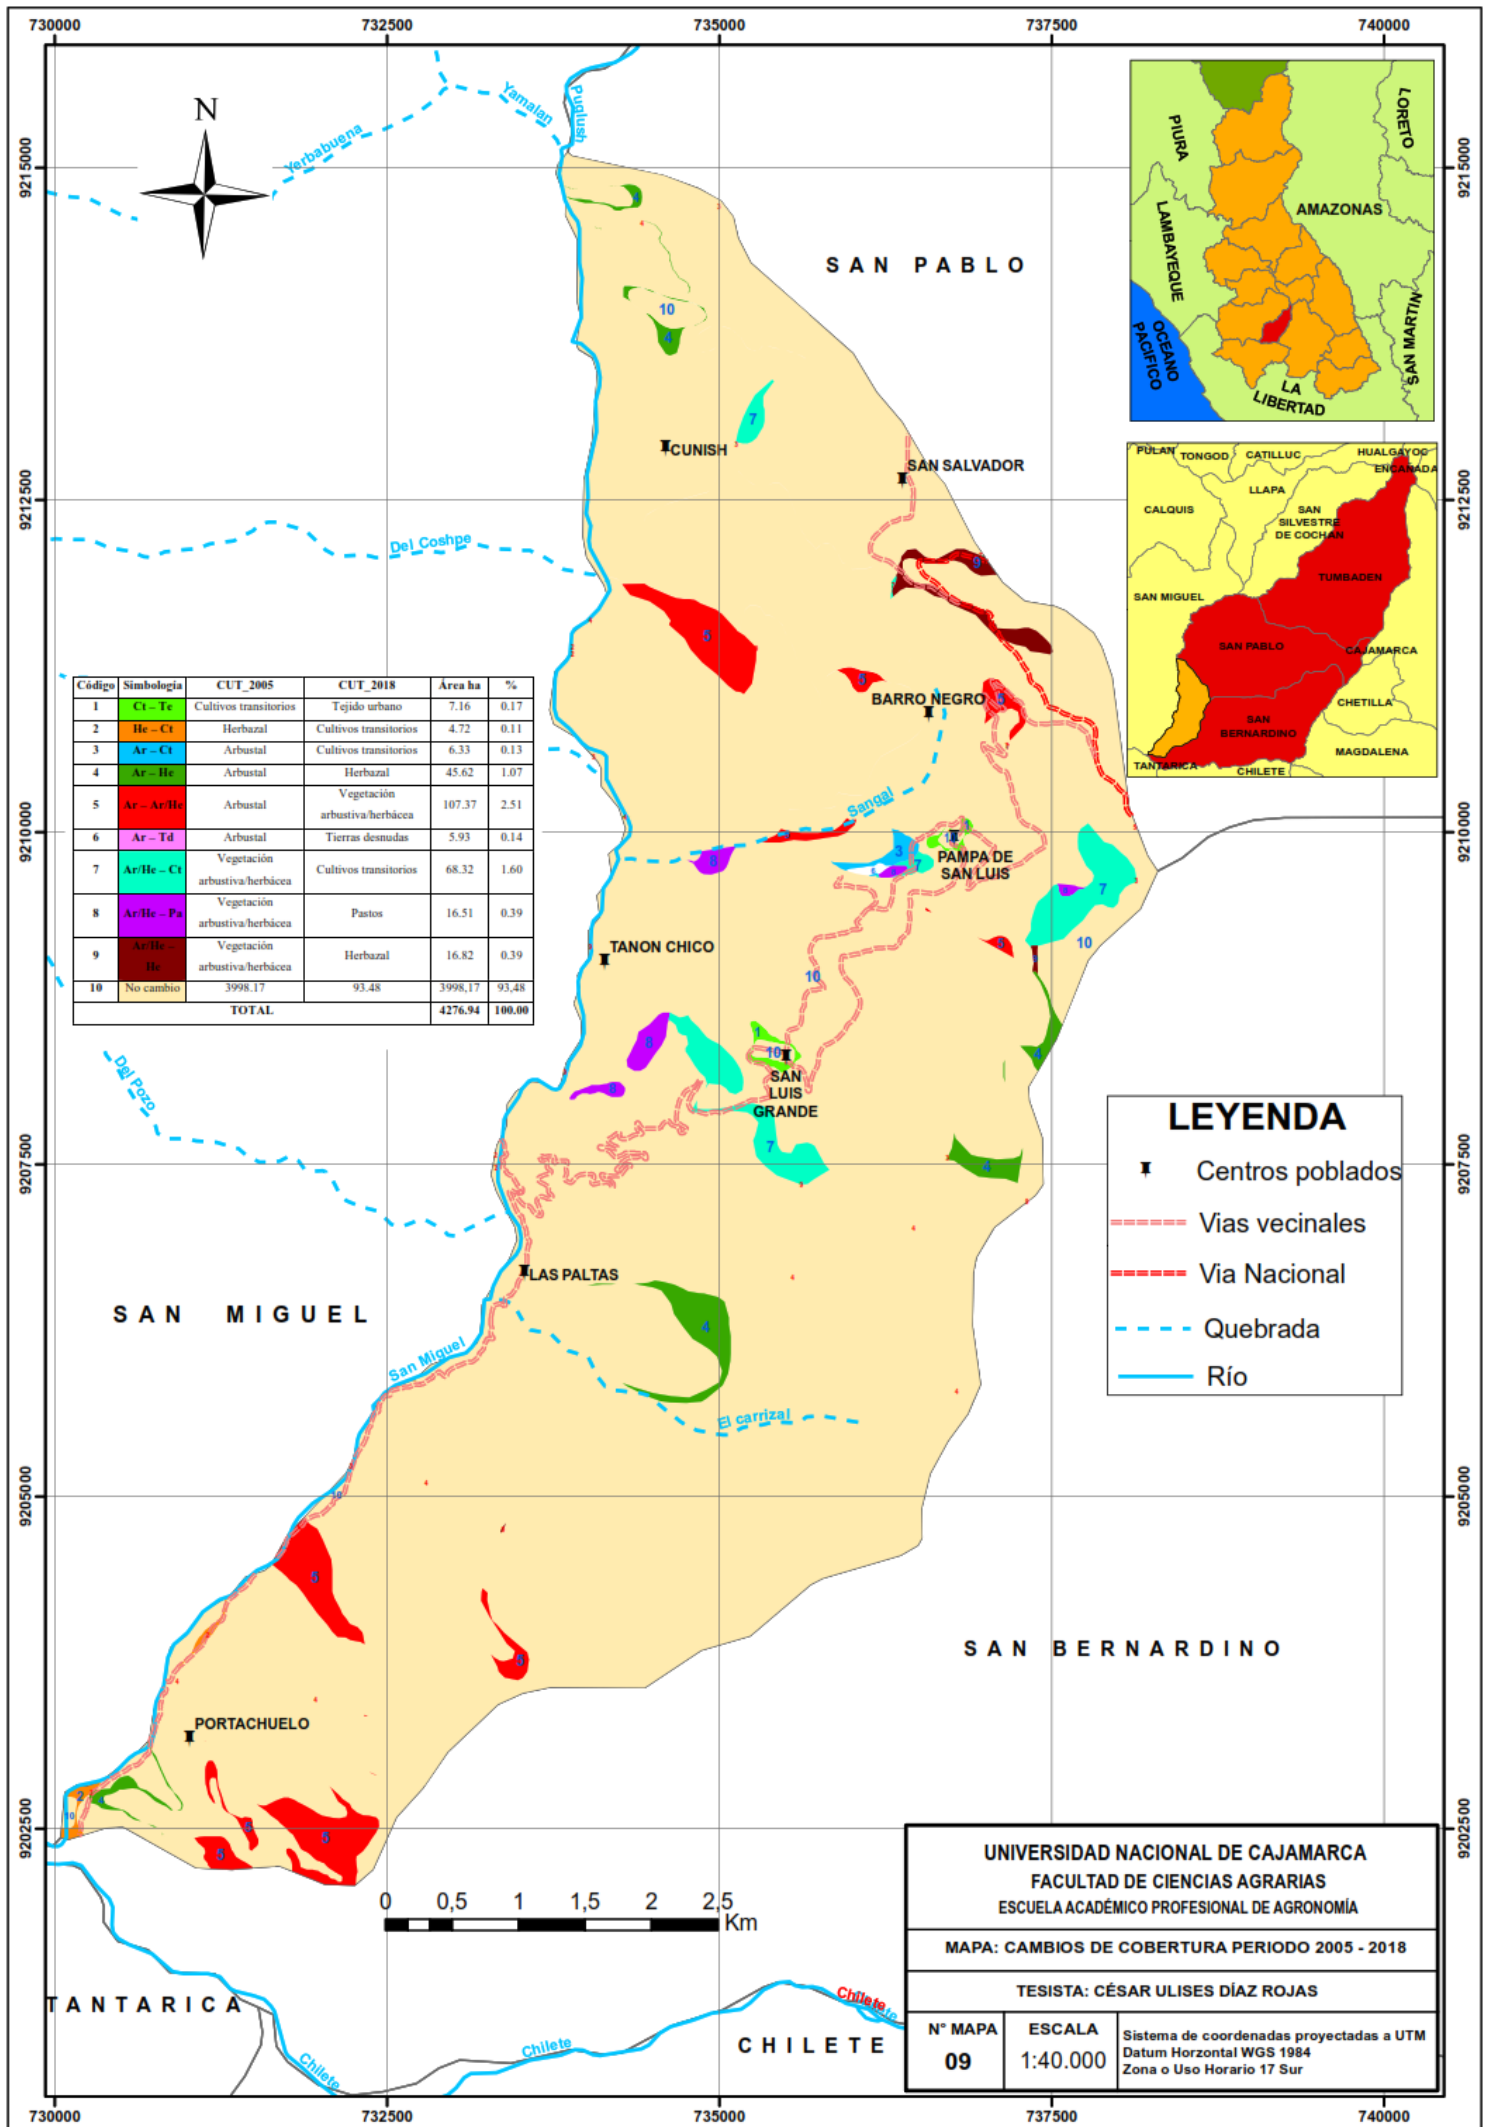 730000
732500
735000
737500
740000
9215000
9212500
9210000
9207500
9205000
9202500
N
Yerbabuena
Yamalan
Puglush
SAN PABLO
CUNISH
SAN SALVADOR
Del Coshpe
BARRO NEGRO
Sangal
PAMPA DE
SAN LUIS
TANON CHICO
SAN
LUIS
GRANDE
Del Pozo
LAS PALTAS
SAN MIGUEL
San Miguel
El carrizal
SAN BERNARDINO
PORTACHUELO
TANTARICA
CHILETE
Chilete
Chilete
Chilete
PIURA
LORETO
AMAZONAS
LAMBAYEQUE
OCEANO
PACIFICO
SAN MARTIN
LA
LIBERTAD
PULAN
TONGOD
CATILLUC
HUALGAYOC
ENCAÑADA
LLAPA
CALQUIS
SAN
SILVESTRE
DE COCHAN
TUMBADEN
SAN MIGUEL
SAN PABLO
CAJAMARCA
CHETILLA
SAN
BERNARDINO
MAGDALENA
TANTARICA
CHILETE
Código Simbología CUT_2005 CUT_2018 Área ha %
1 Ct – Te Cultivos transitorios Tejido urbano 7.16 0.17
2 He – Ct Herbazal Cultivos transitorios 4.72 0.11
3 Ar – Ct Arbustal Cultivos transitorios 6.33 0.13
4 Ar – He Arbustal Herbazal 45.62 1.07
5 Ar – Ar/He Arbustal Vegetación arbustiva/herbácea 107.37 2.51
6 Ar – Td Arbustal Tierras desnudas 5.93 0.14
7 Ar/He – Ct Vegetación arbustiva/herbácea Cultivos transitorios 68.32 1.60
8 Ar/He – Pa Vegetación arbustiva/herbácea Pastos 16.51 0.39
9 Ar/He – He Vegetación arbustiva/herbácea Herbazal 16.82 0.39
10 No cambio 3998.17 93.48 3998,17 93,48
TOTAL 4276.94 100.00
LEYENDA
Centros poblados
Vias vecinales
Via Nacional
Quebrada
Río
0 0,5 1 1,5 2 2,5
Km
UNIVERSIDAD NACIONAL DE CAJAMARCA
FACULTAD DE CIENCIAS AGRARIAS
ESCUELA ACADÉMICO PROFESIONAL DE AGRONOMÍA
MAPA: CAMBIOS DE COBERTURA PERIODO 2005 - 2018
TESISTA: CÉSAR ULISES DÍAZ ROJAS
N° MAPA
09
ESCALA
1:40.000
Sistema de coordenadas proyectadas a UTM
Datum Horzontal WGS 1984
Zona o Uso Horario 17 Sur
730000
732500
735000
737500
740000